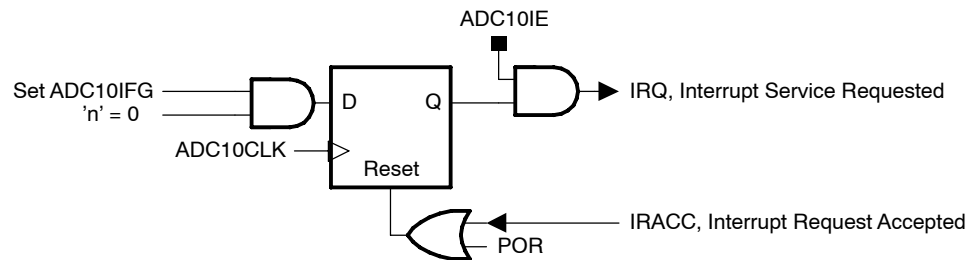 ADC10IE
Set ADC10IFG
'n' = 0
D
Q
IRQ, Interrupt Service Requested
ADC10CLK
Reset
IRACC, Interrupt Request Accepted
POR